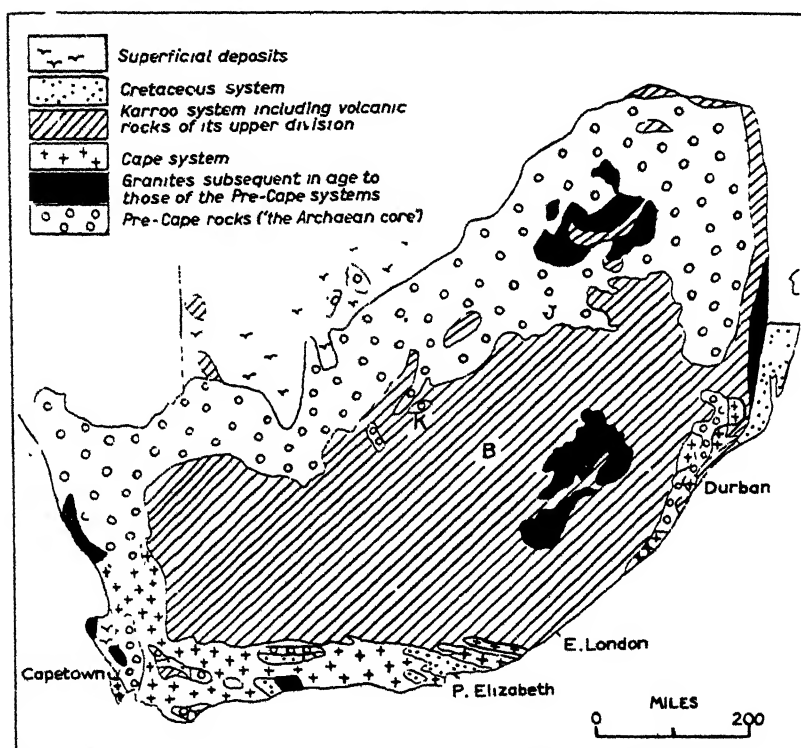 Superficial deposits
Cretaceous system
Karroo system including volcanic
rocks of its upper division
Cape system
Granites subsequent in age to
those of the Pre-Cape systems
Pre-Cape rocks ('the Archaean core')
J
K
B
Durban
E. London
Capetown
P. Elizabeth
MILES
0 200